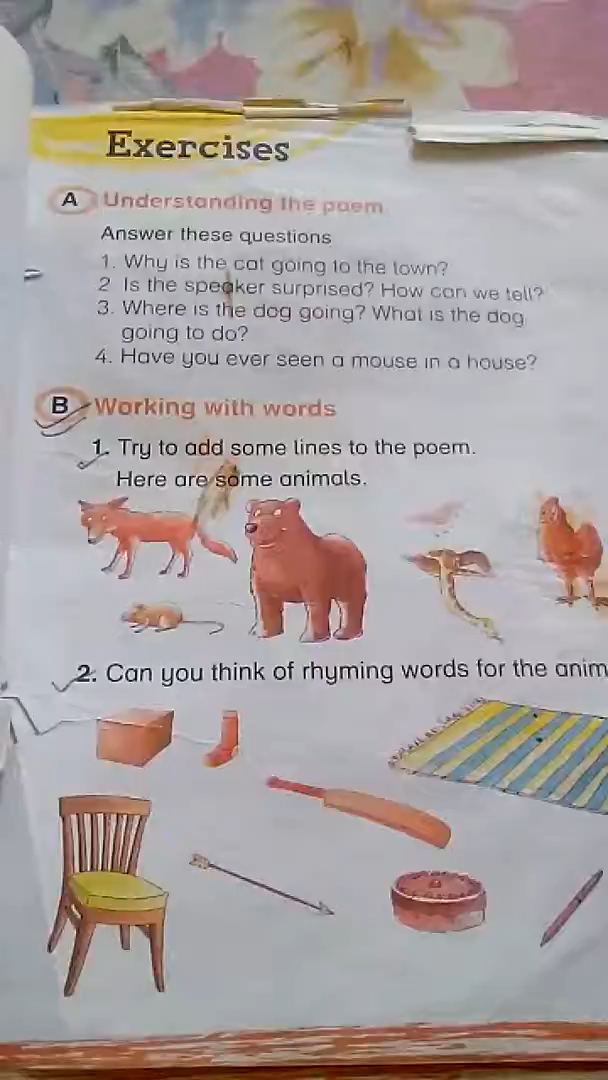 Exercises
A Understanding the poem
Answer these questions
1. Why is the cat going to the town?
2 Is the speaker surprised? How can we tell?
3. Where is the dog going? What is the dog
going to do?
4. Have you ever seen a mouse in a house?
B Working with words
1. Try to add some lines to the poem.
Here are some animals.
2. Can you think of rhyming words for the anim